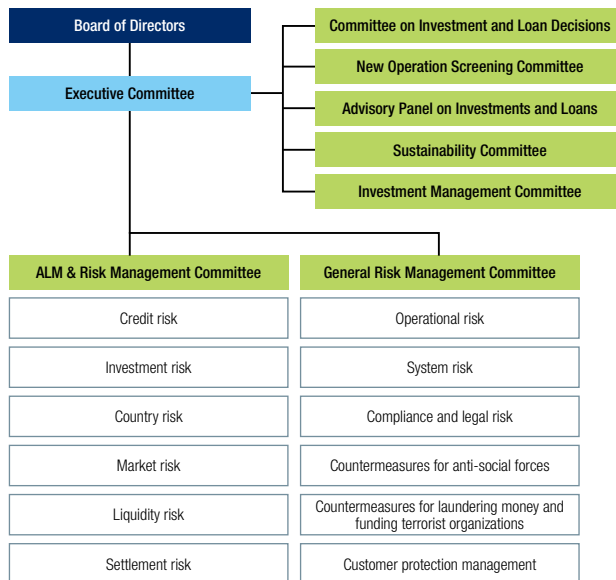 Board of Directors
Executive Committee
Committee on Investment and Loan Decisions
New Operation Screening Committee
Advisory Panel on Investments and Loans
Sustainability Committee
Investment Management Committee
ALM & Risk Management Committee
Credit risk
Investment risk
Country risk
Market risk
Liquidity risk
Settlement risk
General Risk Management Committee
Operational risk
System risk
Compliance and legal risk
Countermeasures for anti-social forces
Countermeasures for laundering money and
funding terrorist organizations
Customer protection management